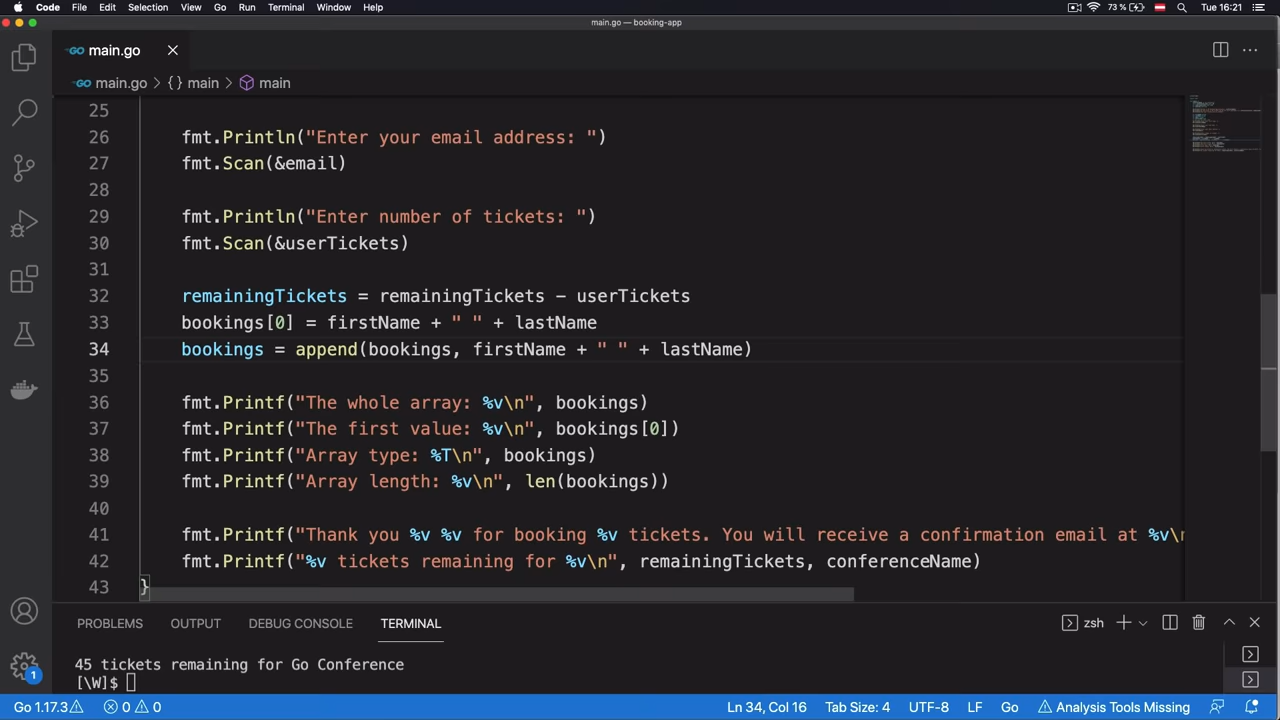 Code File Edit Selection View Go Run Terminal Window Help 73 % Tue 16:21
main.go — booking-app
main.go
main.go > { } main > main
25
26 fmt.Println("Enter your email address: ")
27 fmt.Scan(&email)
28
29 fmt.Println("Enter number of tickets: ")
30 fmt.Scan(&userTickets)
31
32 remainingTickets = remainingTickets - userTickets
33 bookings[0] = firstName + " " + lastName
34 bookings = append(bookings, firstName + " " + lastName)
35
36 fmt.Printf("The whole array: %v\n", bookings)
37 fmt.Printf("The first value: %v\n", bookings[0])
38 fmt.Printf("Array type: %T\n", bookings)
39 fmt.Printf("Array length: %v\n", len(bookings))
40
41 fmt.Printf("Thank you %v %v for booking %v tickets. You will receive a confirmation email at %v\n
42 fmt.Printf("%v tickets remaining for %v\n", remainingTickets, conferenceName)
43 }
PROBLEMS OUTPUT DEBUG CONSOLE TERMINAL zsh
45 tickets remaining for Go Conference
[\W]$
1
Go 1.17.3 0 0 Ln 34, Col 16 Tab Size: 4 UTF-8 LF Go Analysis Tools Missing